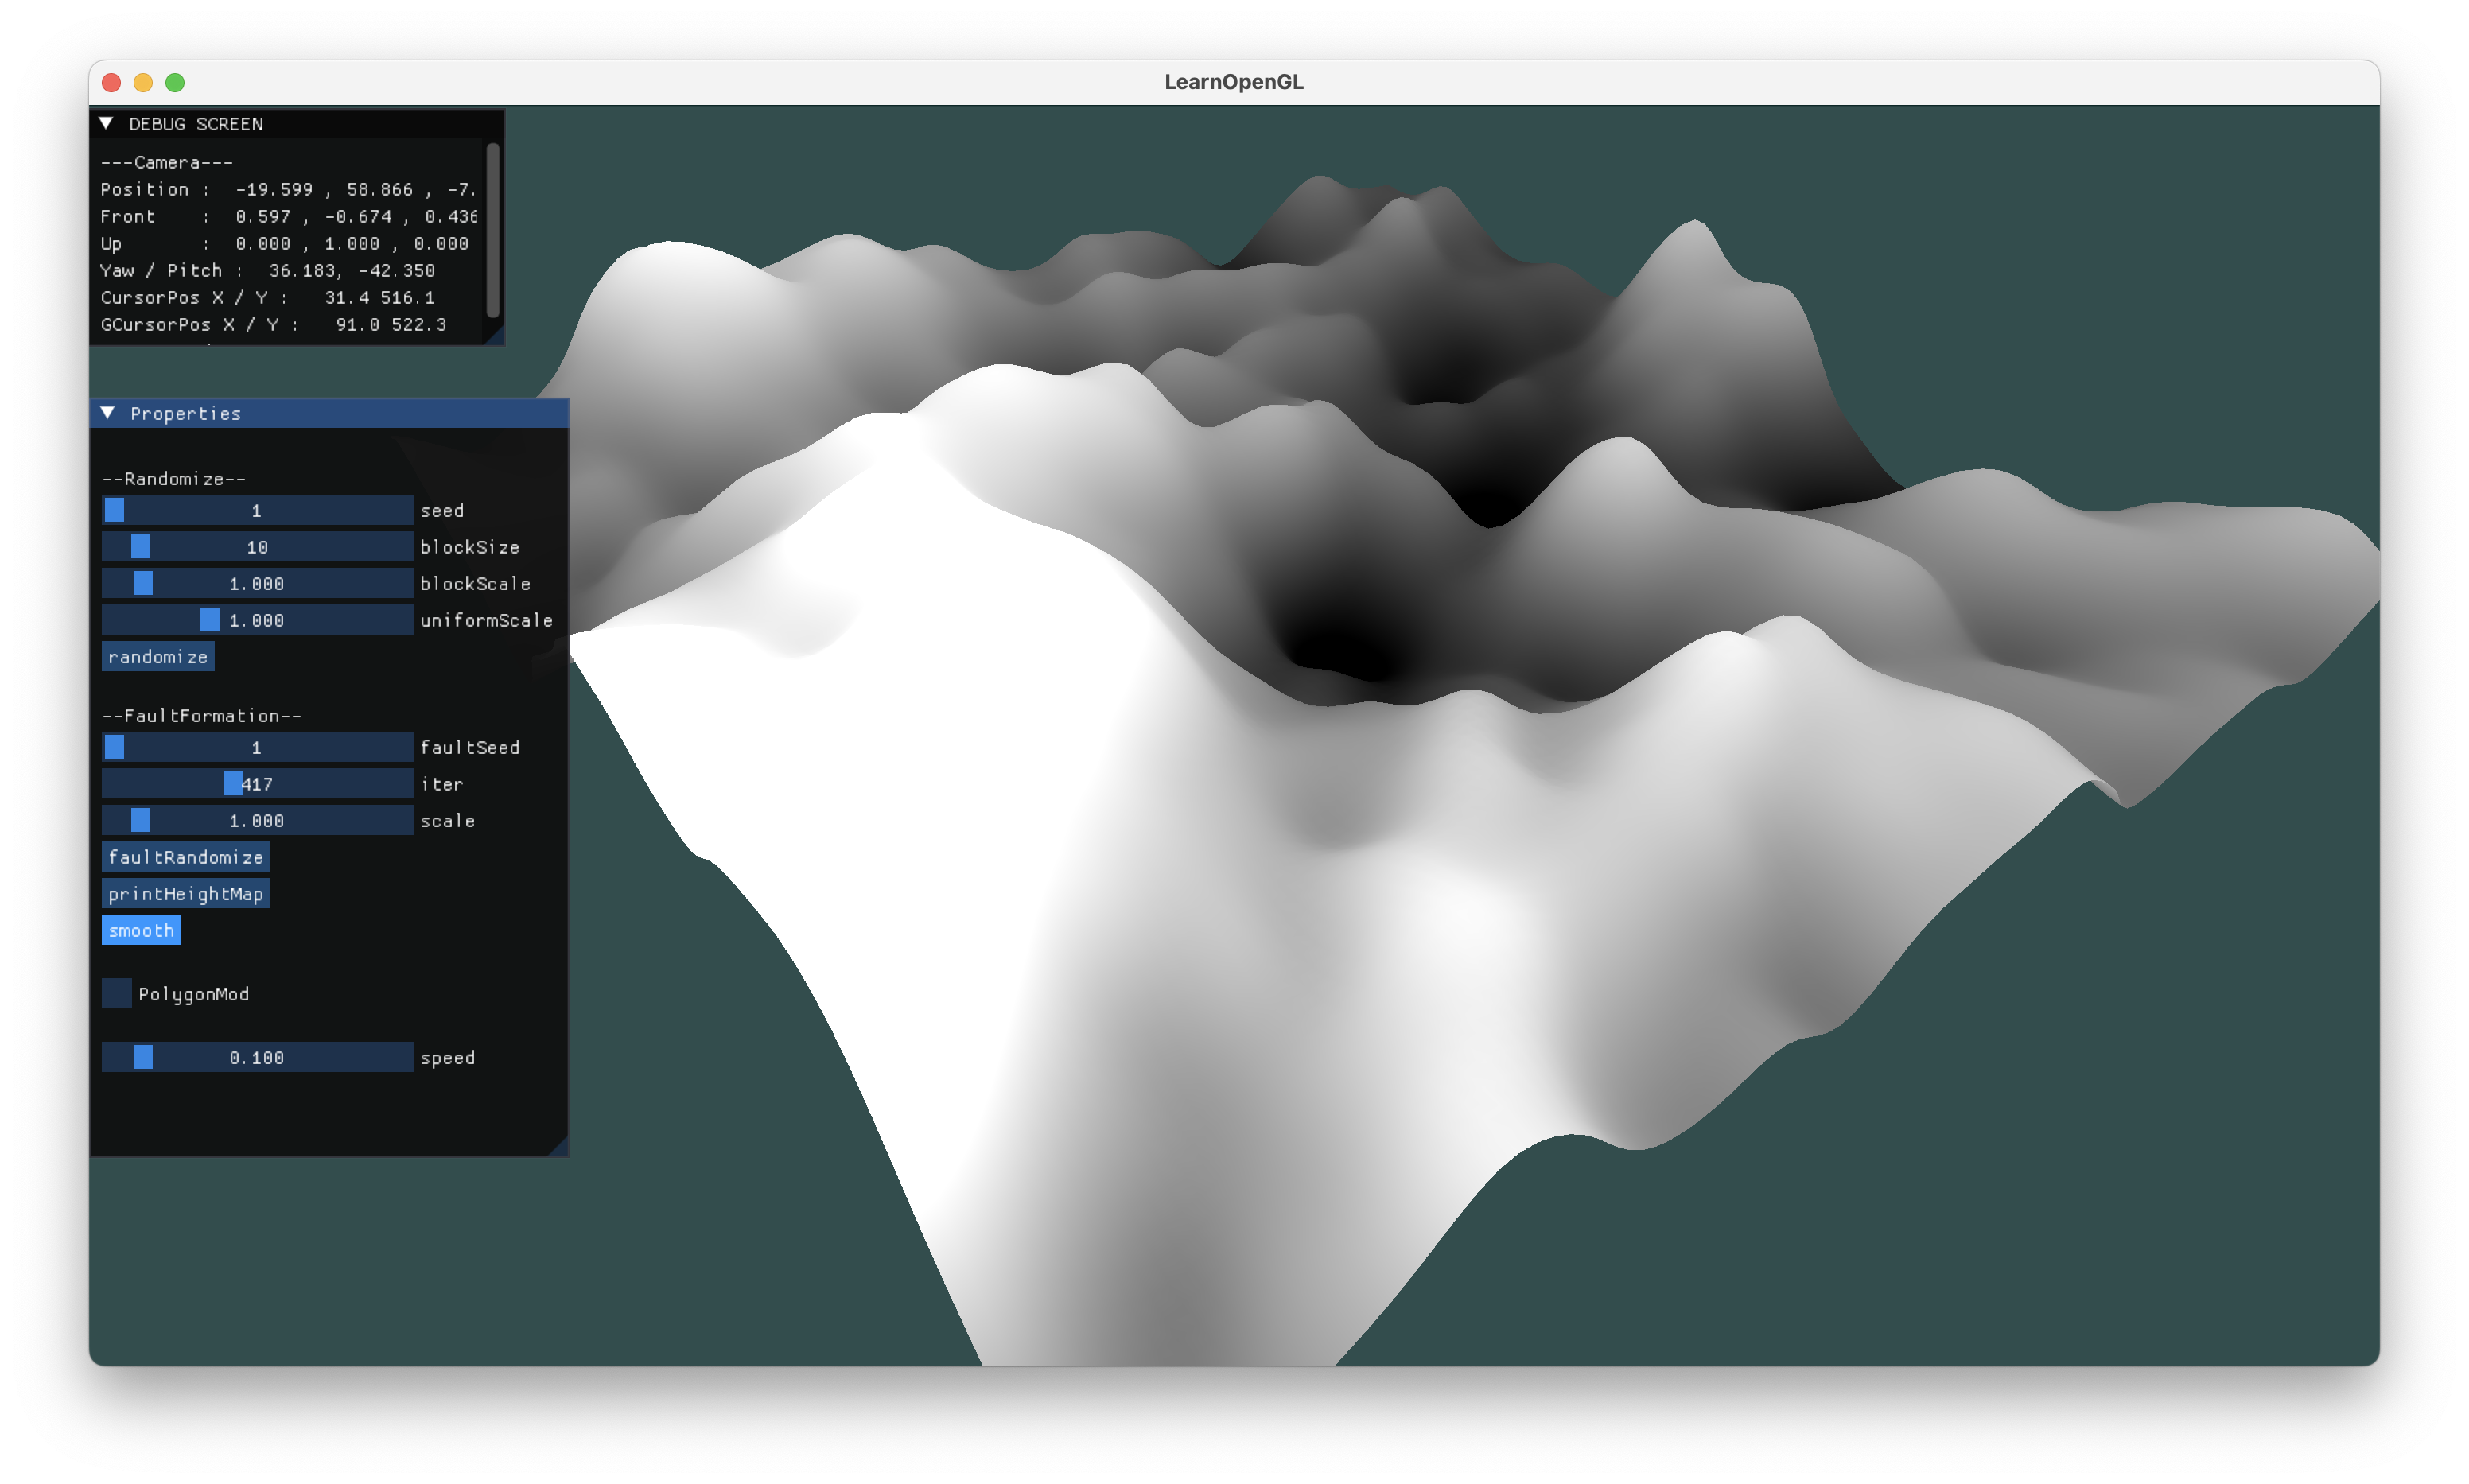 LearnOpenGL
DEBUG SCREEN
---Camera---
Position :  -19.599 , 58.866 , -7.
Front    :  0.597 , -0.674 , 0.436
Up       :  0.000 , 1.000 , 0.000
Yaw / Pitch :  36.183, -42.350
CursorPos X / Y :   31.4 516.1
GCursorPos X / Y :   91.0 522.3
Properties
--Randomize--
1 seed
10 blockSize
1.000 blockScale
1.000 uniformScale
randomize
--FaultFormation--
1 faultSeed
417 iter
1.000 scale
faultRandomize
printHeightMap
smooth
PolygonMod
0.100 speed